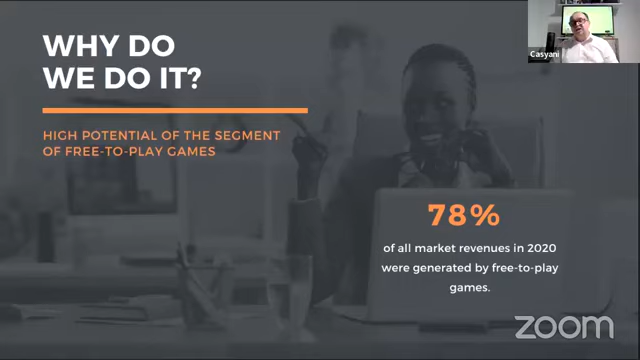 WHY DO
WE DO IT?
HIGH POTENTIAL OF THE SEGMENT
OF FREE-TO-PLAY GAMES
78%
of all market revenues in 2020
were generated by free-to-play
games.
Casyani
zoom